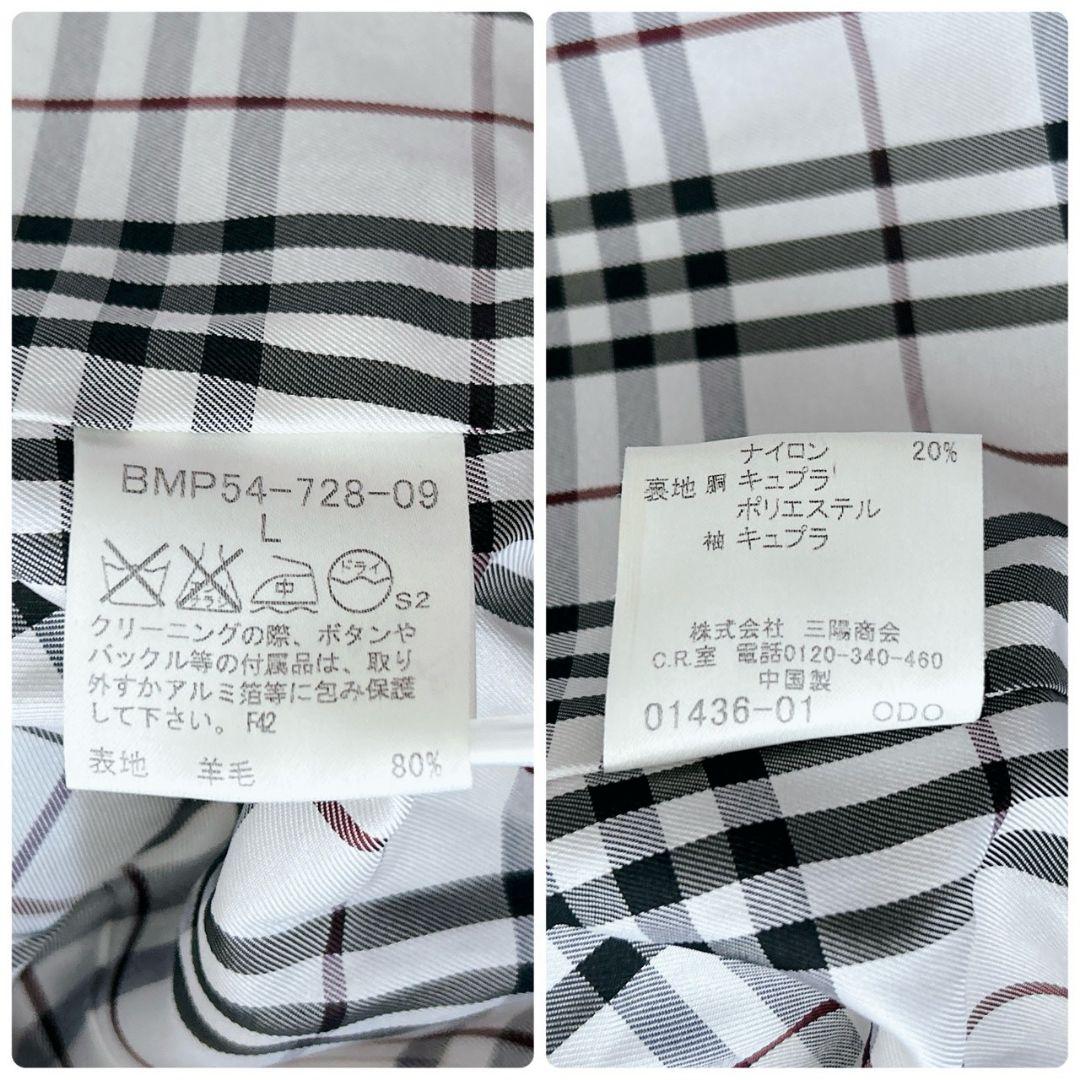 BMP54-728-09
L
中 ドライ S2
クリーニングの際、ボタンや
バックル等の付属品は、取り
外すかアルミ箔等に包み保護
して下さい。F42
表地 羊毛 80%
ナイロン 20%
裏地 胴 キュプラ
ポリエステル
袖 キュプラ
株式会社 三陽商会
C.R.室 電話0120-340-460
中国製
01436-01 ODO